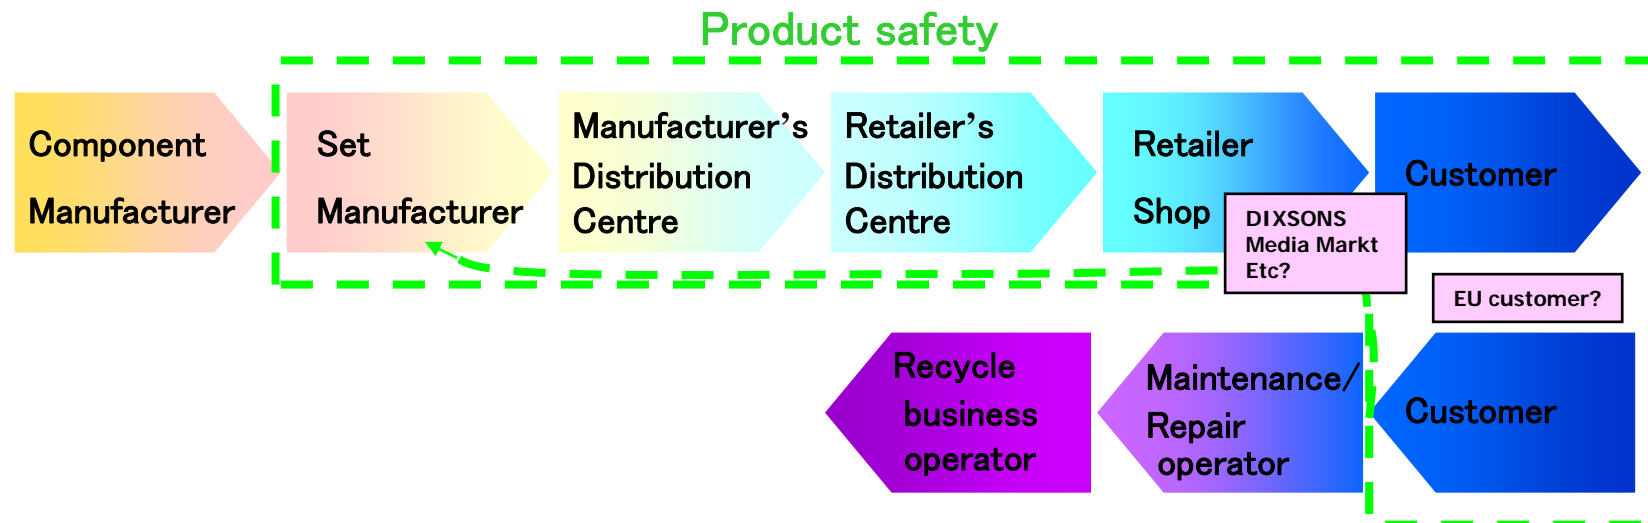 Product safety
Component
Manufacturer
Set
Manufacturer
Manufacturer’s
Distribution
Centre
Retailer’s
Distribution
Centre
Retailer
Shop
Customer
DIXSONS
Media Markt
Etc?
EU customer?
Recycle
business
operator
Maintenance/
Repair
operator
Customer